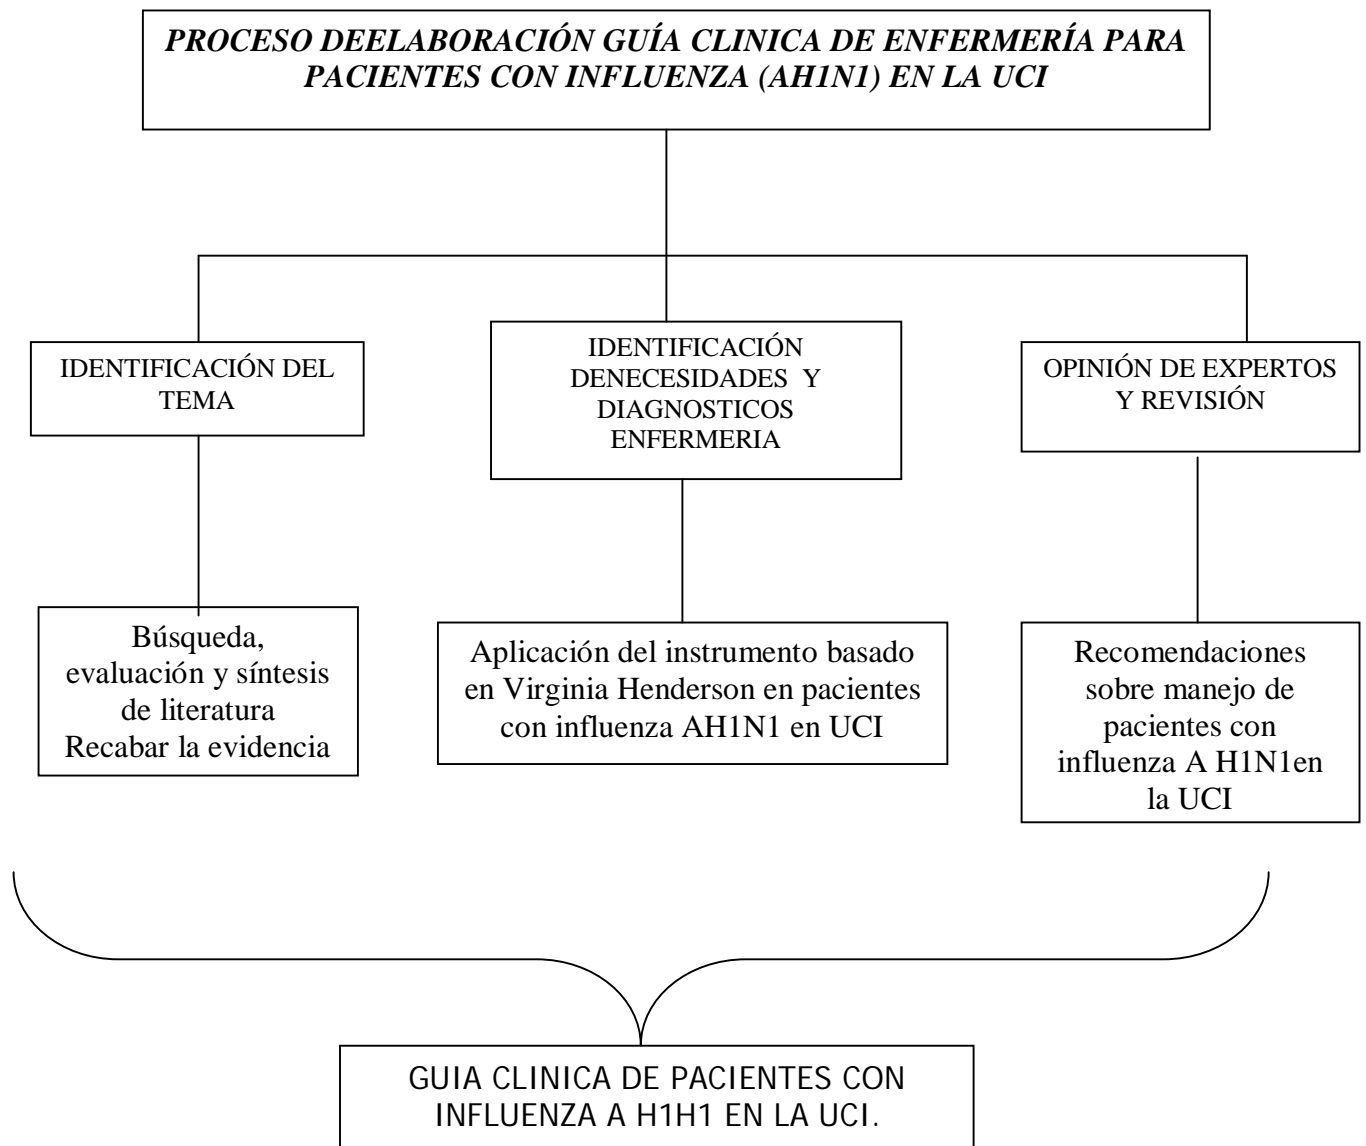 PROCESO DEELABORACIÓN GUÍA CLINICA DE ENFERMERÍA PARA
PACIENTES CON INFLUENZA (AH1N1) EN LA UCI
IDENTIFICACIÓN DEL
TEMA
IDENTIFICACIÓN
DENECESIDADES Y
DIAGNOSTICOS
ENFERMERIA
OPINIÓN DE EXPERTOS
Y REVISIÓN
Búsqueda,
evaluación y síntesis
de literatura
Recabar la evidencia
Aplicación del instrumento basado
en Virginia Henderson en pacientes
con influenza AH1N1 en UCI
Recomendaciones
sobre manejo de
pacientes con
influenza A H1N1en
la UCI
GUIA CLINICA DE PACIENTES CON
INFLUENZA A H1H1 EN LA UCI.